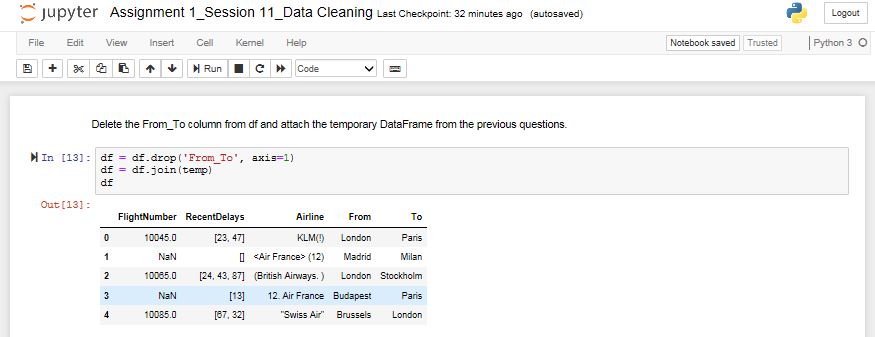 jupyter Assignment 1_Session 11_Data Cleaning Last Checkpoint: 32 minutes ago (autosaved) Logout
File Edit View Insert Cell Kernel Help Notebook saved Trusted Python 3
Run Code
Delete the From_To column from df and attach the temporary DataFrame from the previous questions.
In [13]: df = df.drop('From_To', axis=1)
df = df.join(temp)
df
Out[13]:
FlightNumber RecentDelays Airline From To
0 10045.0 [23, 47] KLM(!) London Paris
1 NaN [] <Air France> (12) Madrid Milan
2 10065.0 [24, 43, 87] (British Airways. ) London Stockholm
3 NaN [13] 12. Air France Budapest Paris
4 10085.0 [67, 32] "Swiss Air" Brussels London